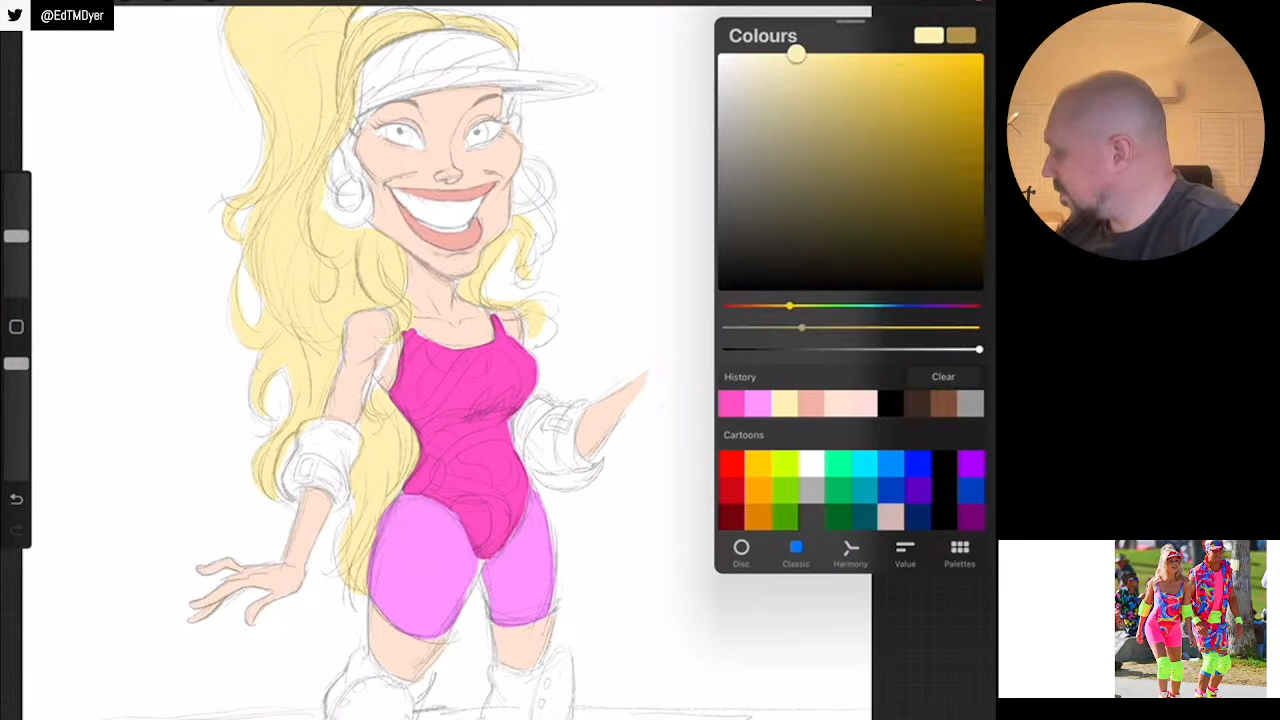 @EdTMDyer
Colours
History
Clear
Cartoons
Disc
Classic
Harmony
Value
Palettes